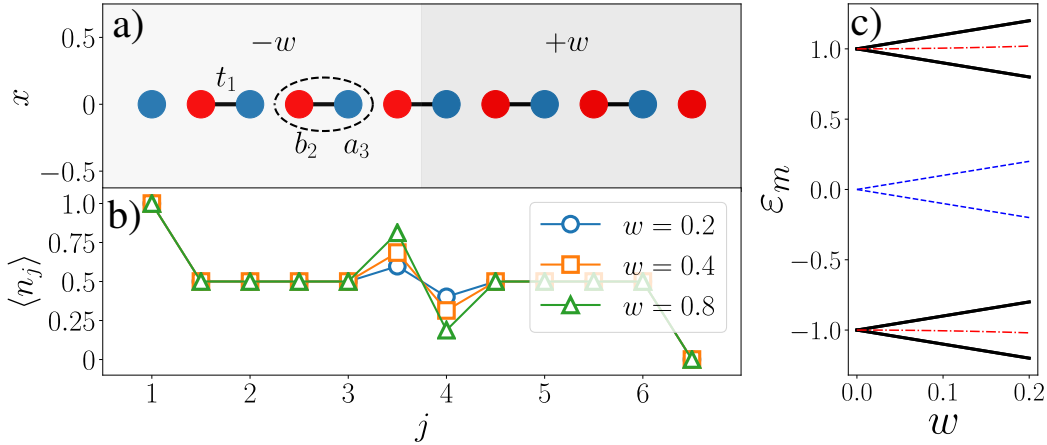 a)
−w
+w
t₁
b₂
a₃
x
0.5
0
−0.5
b)
⟨n_j⟩
1.0
0.75
0.5
0.25
0
w = 0.2
w = 0.4
w = 0.8
1 2 3 4 5 6
j
c)
ε_m
1.0
0.5
0.0
−0.5
−1.0
0.0 0.1 0.2
w